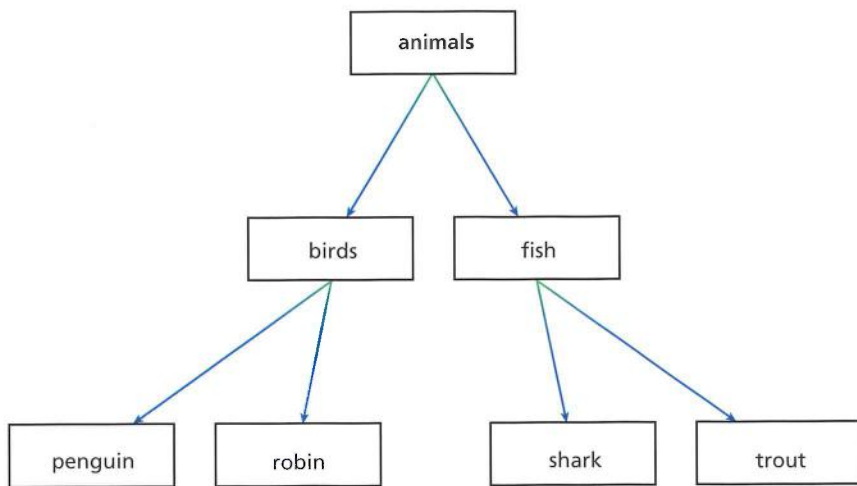 animals
birds
fish
penguin
robin
shark
trout